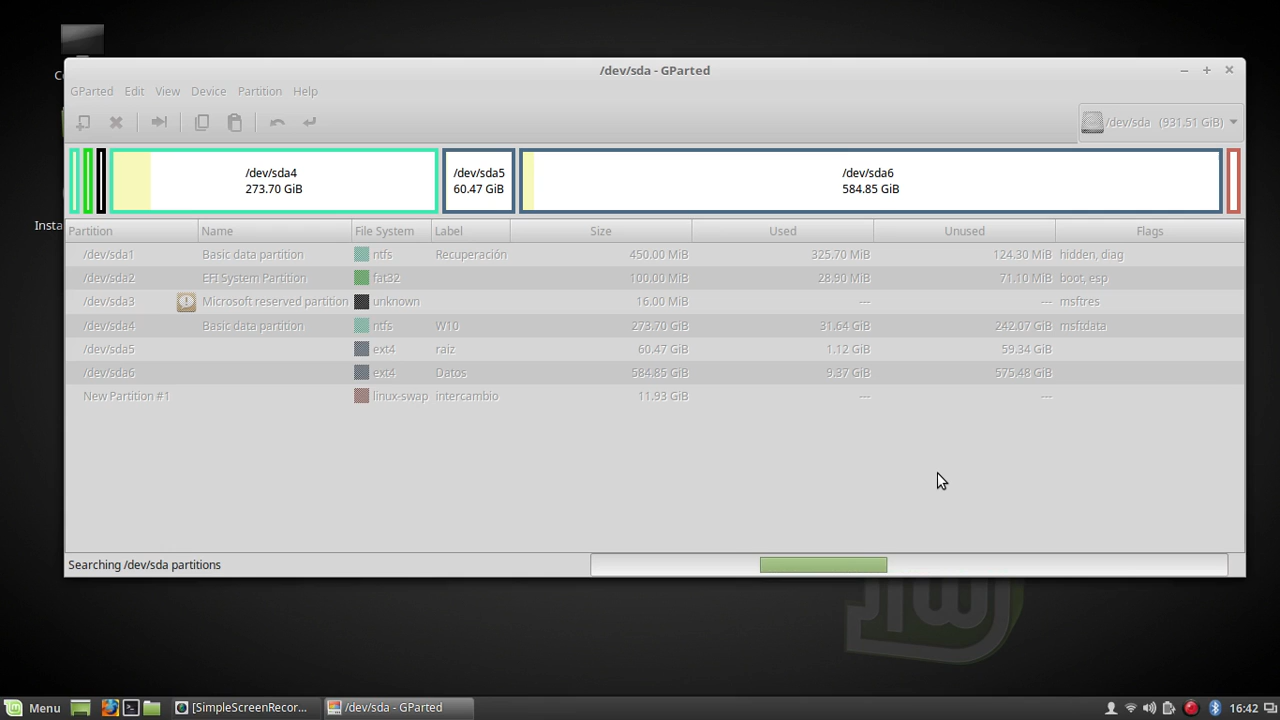 /dev/sda - GParted
GParted Edit View Device Partition Help
/dev/sda (931.51 GiB)
/dev/sda4
273.70 GiB
/dev/sda5
60.47 GiB
/dev/sda6
584.85 GiB
Partition Name File System Label Size Used Unused Flags
/dev/sda1 Basic data partition ntfs Recuperación 450.00 MiB 325.70 MiB 124.30 MiB hidden, diag
/dev/sda2 EFI System Partition fat32 100.00 MiB 28.90 MiB 71.10 MiB boot, esp
/dev/sda3 Microsoft reserved partition unknown 16.00 MiB --- --- msftres
/dev/sda4 Basic data partition ntfs W10 273.70 GiB 31.64 GiB 242.07 GiB msftdata
/dev/sda5 ext4 raiz 60.47 GiB 1.12 GiB 59.34 GiB
/dev/sda6 ext4 Datos 584.85 GiB 9.37 GiB 575.48 GiB
New Partition #1 linux-swap intercambio 11.93 GiB --- ---
Insta
Searching /dev/sda partitions
Menu [SimpleScreenRecor... /dev/sda - GParted 16:42